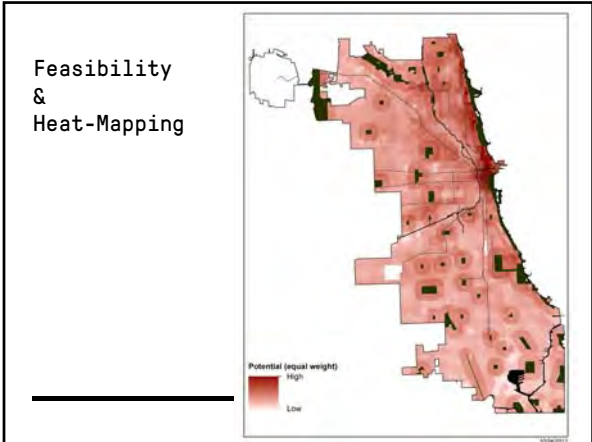 Feasibility
&
Heat-Mapping
Potential (equal weight)
High
Low